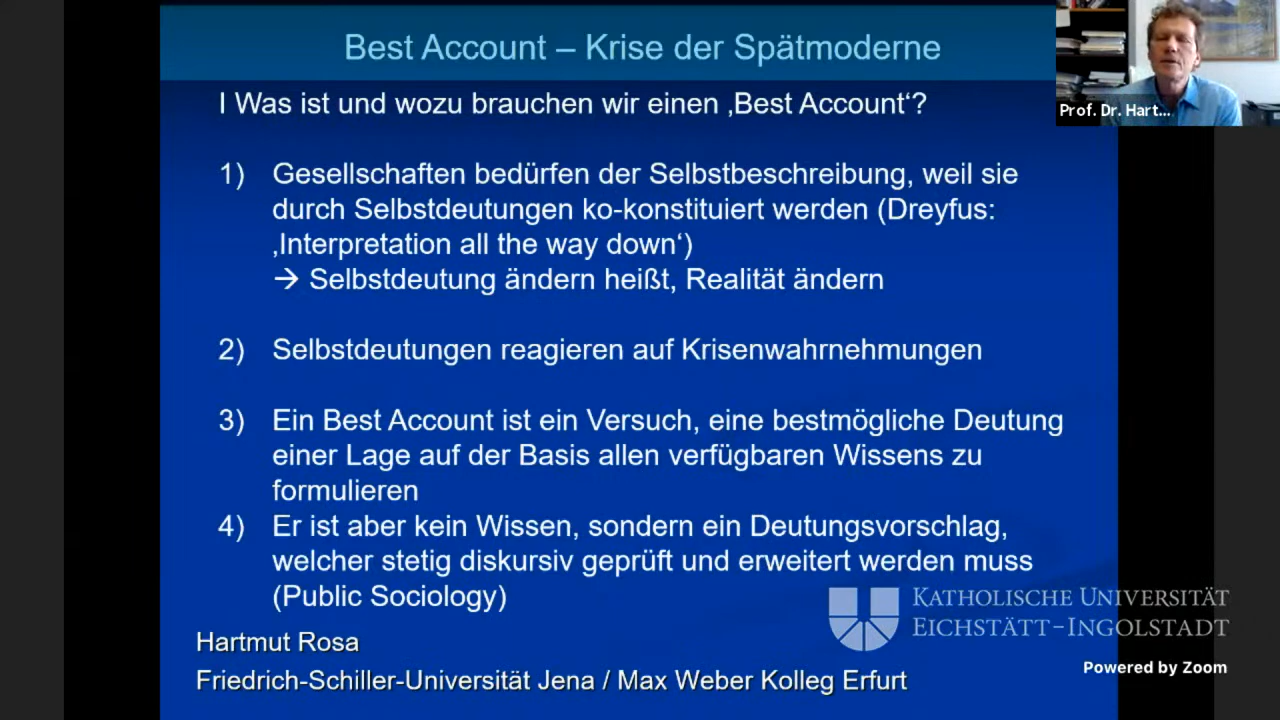 Best Account – Krise der Spätmoderne
Prof. Dr. Hart...
I Was ist und wozu brauchen wir einen ‚Best Account‘?
1) Gesellschaften bedürfen der Selbstbeschreibung, weil sie
durch Selbstdeutungen ko-konstituiert werden (Dreyfus:
‚Interpretation all the way down‘)
→ Selbstdeutung ändern heißt, Realität ändern
2) Selbstdeutungen reagieren auf Krisenwahrnehmungen
3) Ein Best Account ist ein Versuch, eine bestmögliche Deutung
einer Lage auf der Basis allen verfügbaren Wissens zu
formulieren
4) Er ist aber kein Wissen, sondern ein Deutungsvorschlag,
welcher stetig diskursiv geprüft und erweitert werden muss
(Public Sociology)
KATHOLISCHE UNIVERSITÄT
EICHSTÄTT-INGOLSTADT
Hartmut Rosa
Powered by Zoom
Friedrich-Schiller-Universität Jena / Max Weber Kolleg Erfurt